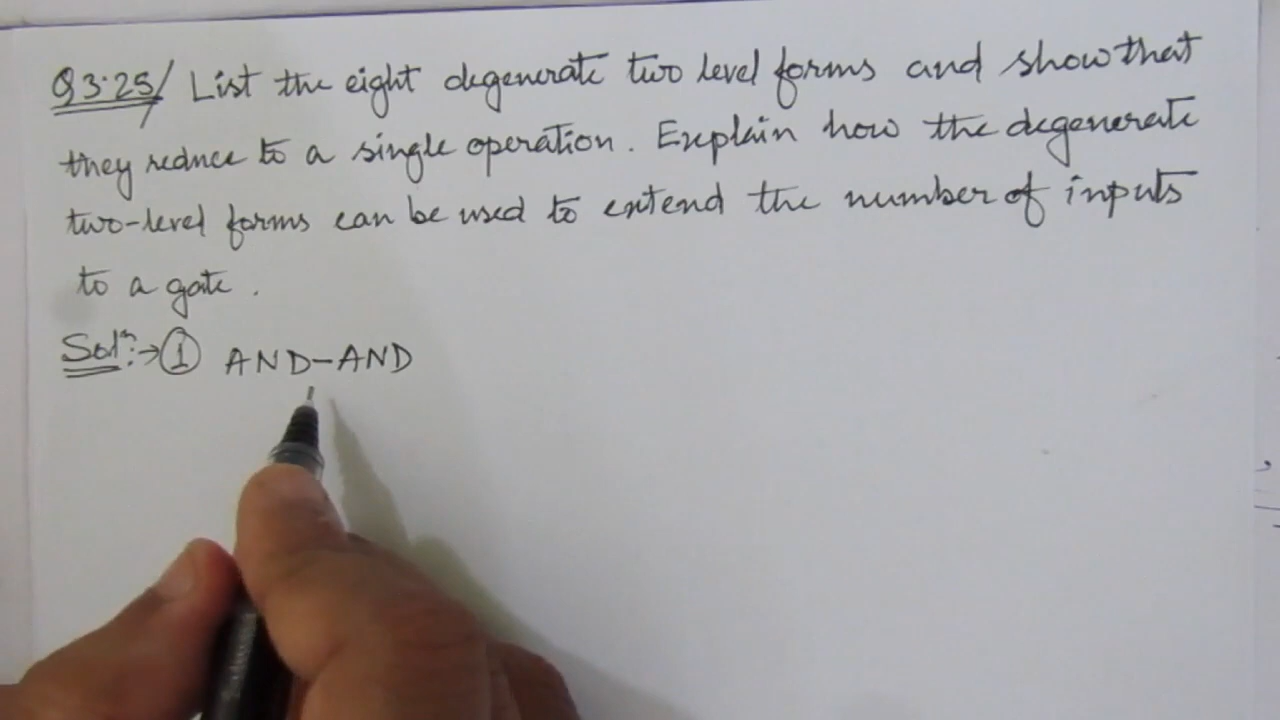 Q3.25/ List the eight degenerate two level forms and show that
they reduce to a single operation. Explain how the degenerate
two-level forms can be used to extend the number of inputs
to a gate.
Solⁿ:→① AND-AND